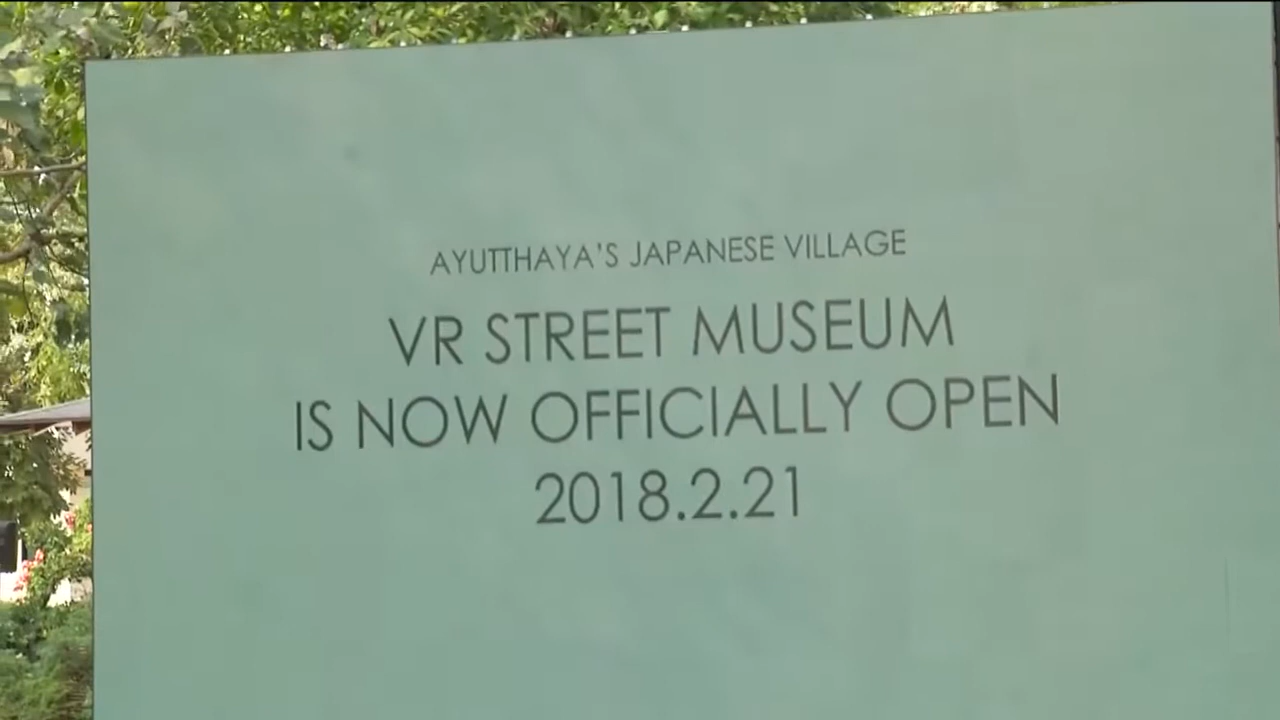 AYUTTHAYA'S JAPANESE VILLAGE
VR STREET MUSEUM
IS NOW OFFICIALLY OPEN
2018.2.21